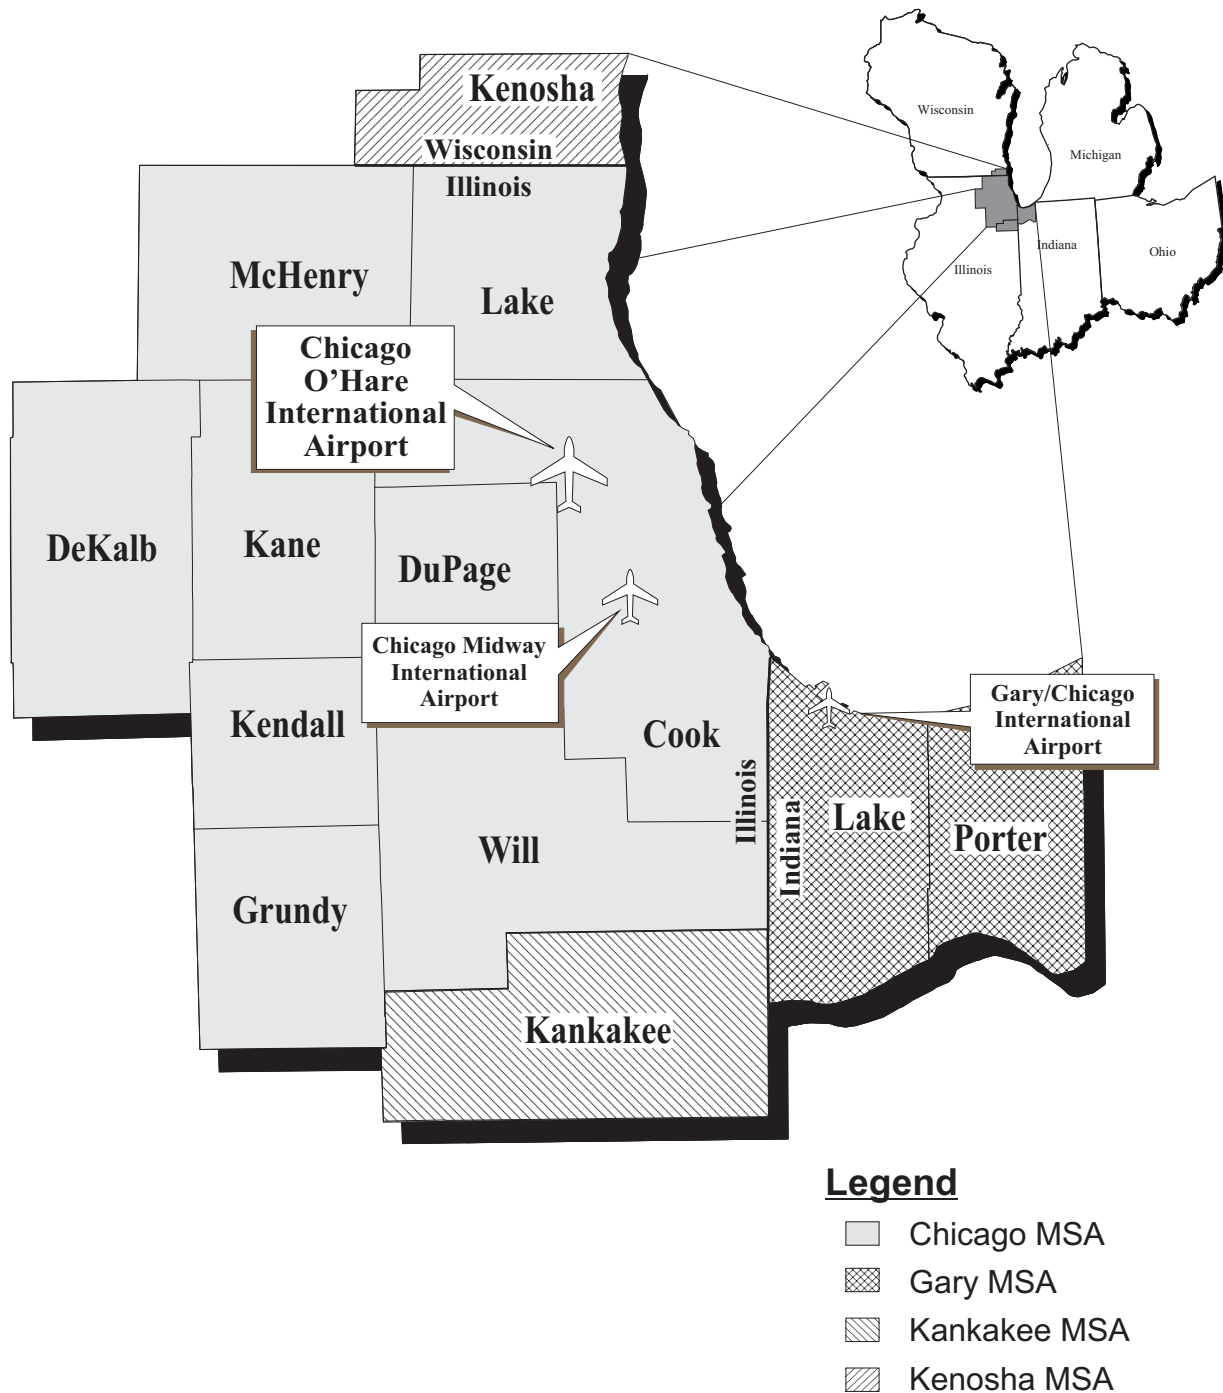 Kenosha
Wisconsin
Illinois
McHenry
Lake
Chicago
O’Hare
International
Airport
DeKalb
Kane
DuPage
Chicago Midway
International
Airport
Kendall
Cook
Will
Grundy
Kankakee
Illinois
Indiana
Lake
Porter
Gary/Chicago
International
Airport
Wisconsin
Michigan
Illinois
Indiana
Ohio
Legend
Chicago MSA
Gary MSA
Kankakee MSA
Kenosha MSA